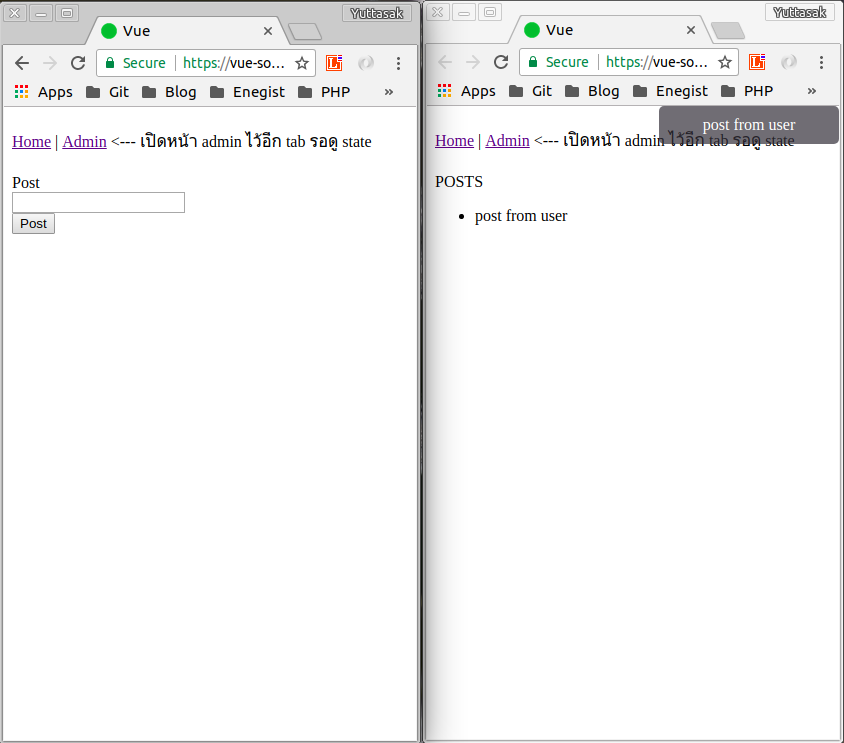 Yuttasak
Vue
Secure https://vue-so...
Apps Git Blog Enegist PHP »
Home | Admin <--- เปิดหน้า admin ไว้อีก tab รอดู state
Post
Post
Yuttasak
Vue
Secure https://vue-so...
Apps Git Blog Enegist PHP »
post from user
Home | Admin <--- เปิดหน้า admin ไว้อีก tab รอดู state
POSTS
• post from user